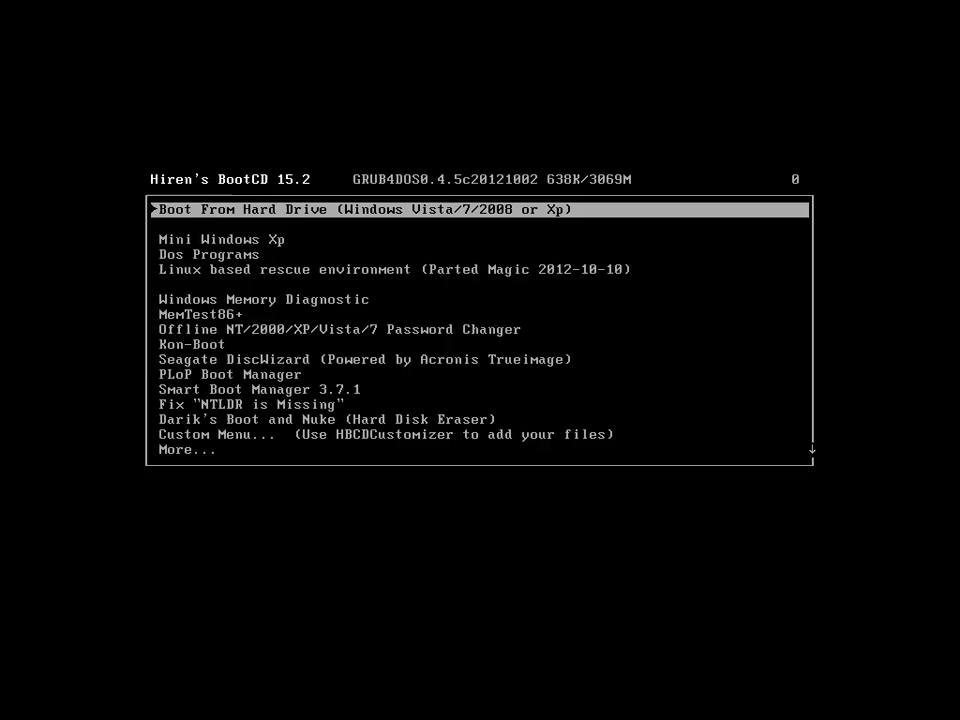 Hiren's BootCD 15.2 GRUB4DOS0.4.5c20121002 638K/3069M 0
Boot From Hard Drive (Windows Vista/7/2008 or Xp)
Mini Windows Xp
Dos Programs
Linux based rescue environment (Parted Magic 2012-10-10)
Windows Memory Diagnostic
MemTest86+
Offline NT/2000/XP/Vista/7 Password Changer
Kon-Boot
Seagate DiscWizard (Powered by Acronis Trueimage)
PLoP Boot Manager
Smart Boot Manager 3.7.1
Fix "NTLDR is Missing"
Darik's Boot and Nuke (Hard Disk Eraser)
Custom Menu... (Use HBCDCustomizer to add your files)
More...